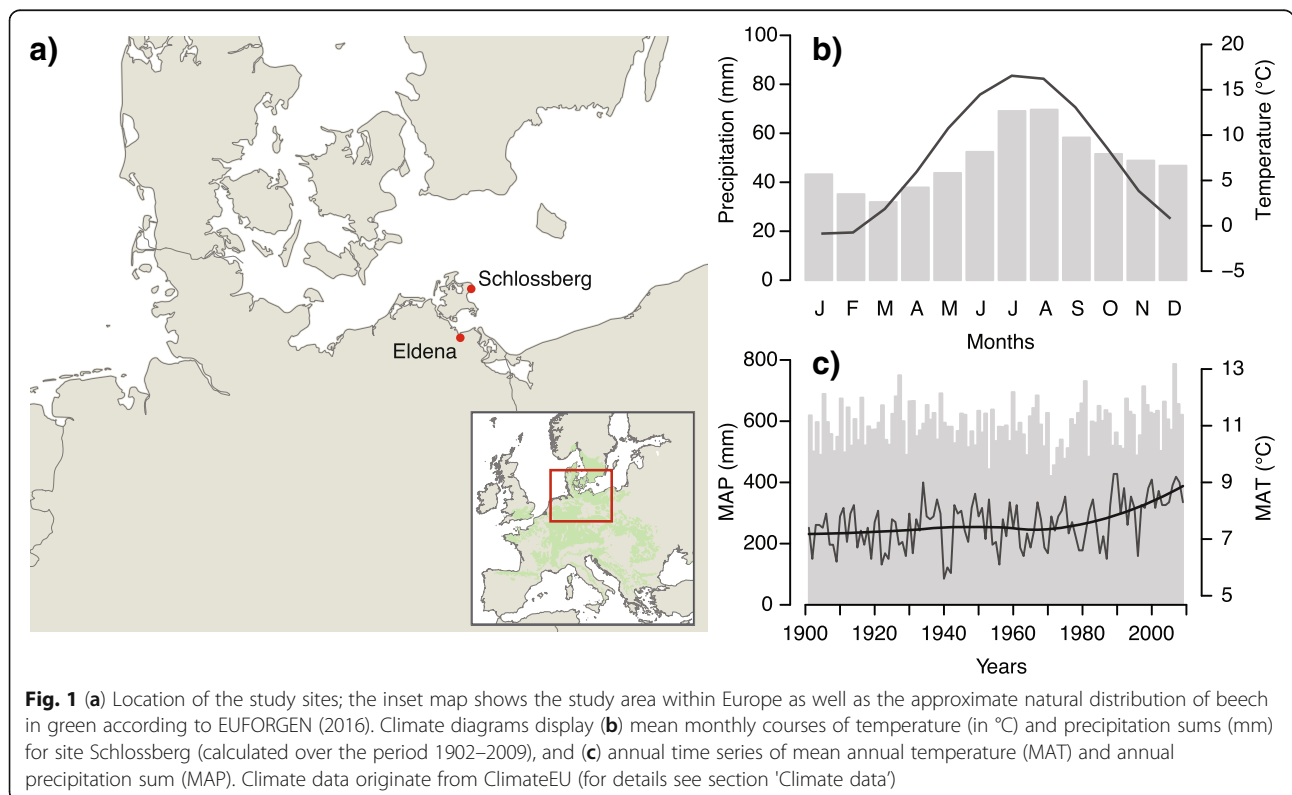 a)
Schlossberg
Eldena
b)
Precipitation (mm)
100
80
60
40
20
0
20
15
10
5
0
−5
Temperature (°C)
J F M A M J J A S O N D
Months
c)
MAP (mm)
800
600
400
200
0
13
11
9
7
5
MAT (°C)
1900 1920 1940 1960 1980 2000
Years
Fig. 1 (a) Location of the study sites; the inset map shows the study area within Europe as well as the approximate natural distribution of beech
in green according to EUFORGEN (2016). Climate diagrams display (b) mean monthly courses of temperature (in °C) and precipitation sums (mm)
for site Schlossberg (calculated over the period 1902–2009), and (c) annual time series of mean annual temperature (MAT) and annual
precipitation sum (MAP). Climate data originate from ClimateEU (for details see section 'Climate data')